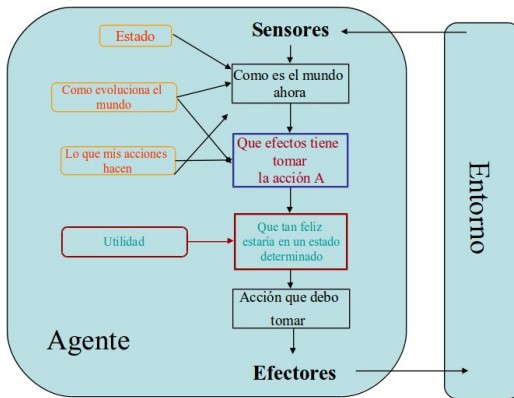 Sensores
Estado
Como es el mundo
ahora
Como evoluciona el
mundo
Que efectos tiene
tomar
la acción A
Lo que mis acciones
hacen
Que tan feliz
estaría en un estado
determinado
Utilidad
Acción que debo
tomar
Agente
Efectores
Entorno